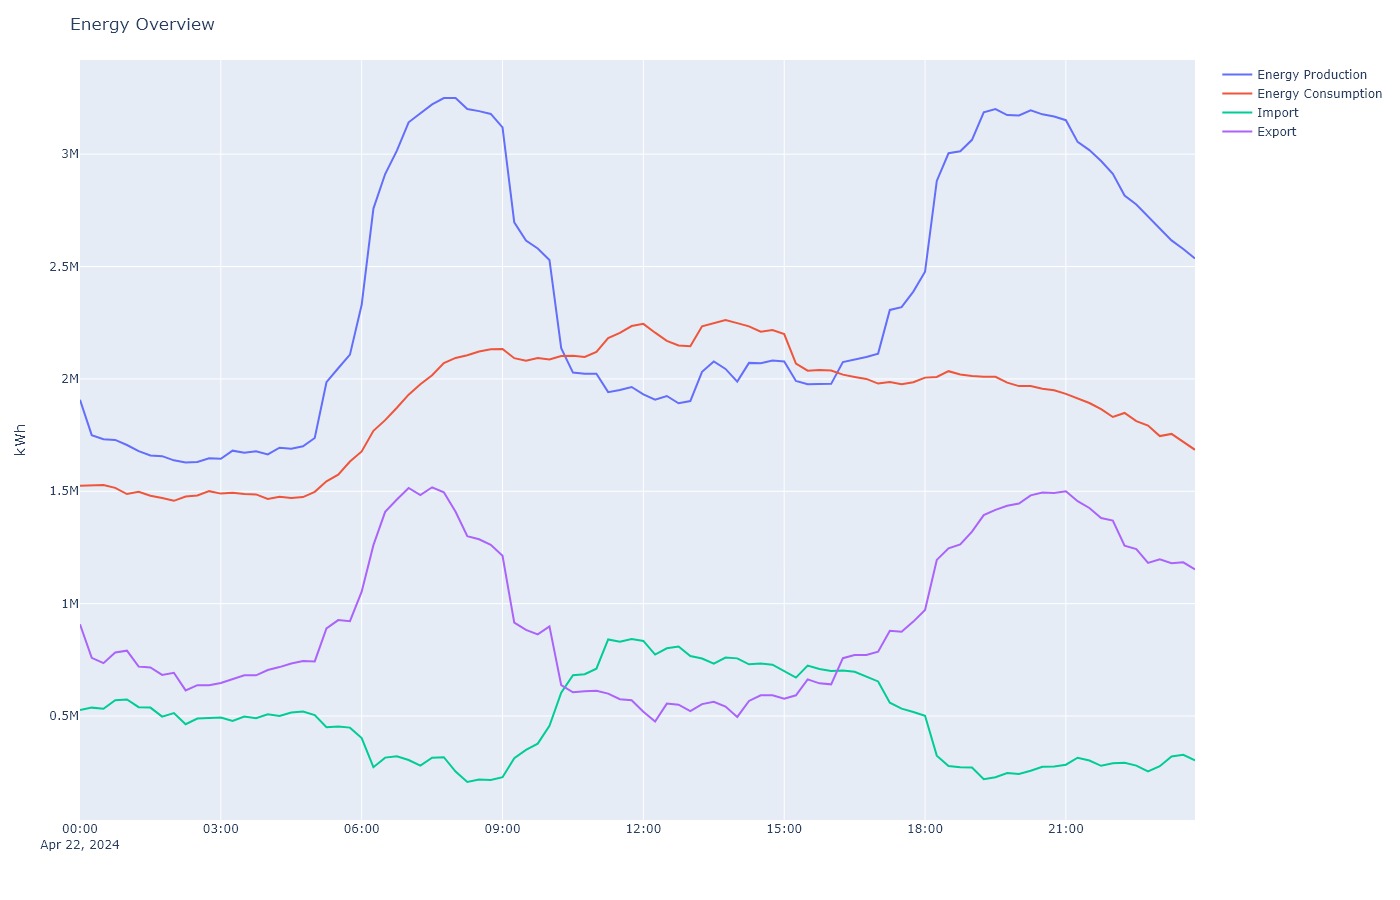 Energy Overview
Energy Production
Energy Consumption
Import
Export
3M
2.5M
2M
1.5M
1M
0.5M
kWh
00:00 03:00 06:00 09:00 12:00 15:00 18:00 21:00
Apr 22, 2024